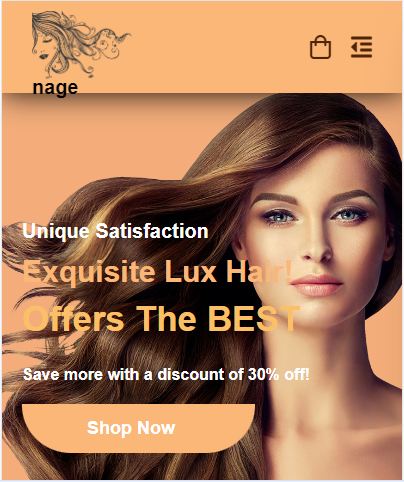 nage
Unique Satisfaction
Exquisite Lux Hair!
Offers The BEST
Save more with a discount of 30% off!
Shop Now